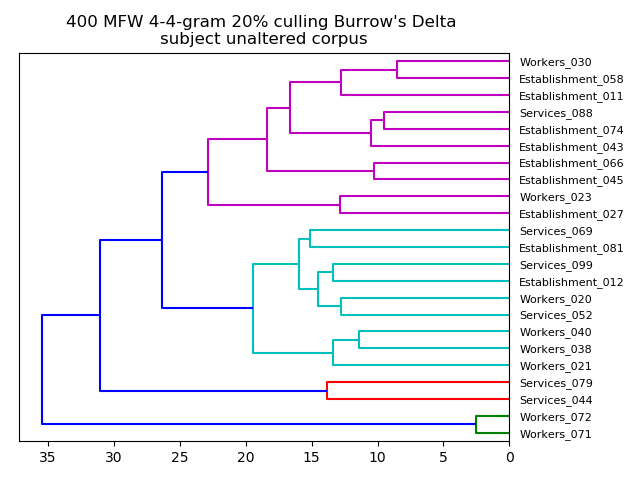 400 MFW 4-4-gram 20% culling Burrow's Delta
subject unaltered corpus
Workers_030
Establishment_058
Establishment_011
Services_088
Establishment_074
Establishment_043
Establishment_066
Establishment_045
Workers_023
Establishment_027
Services_069
Establishment_081
Services_099
Establishment_012
Workers_020
Services_052
Workers_040
Workers_038
Workers_021
Services_079
Services_044
Workers_072
Workers_071
35 30 25 20 15 10 5 0